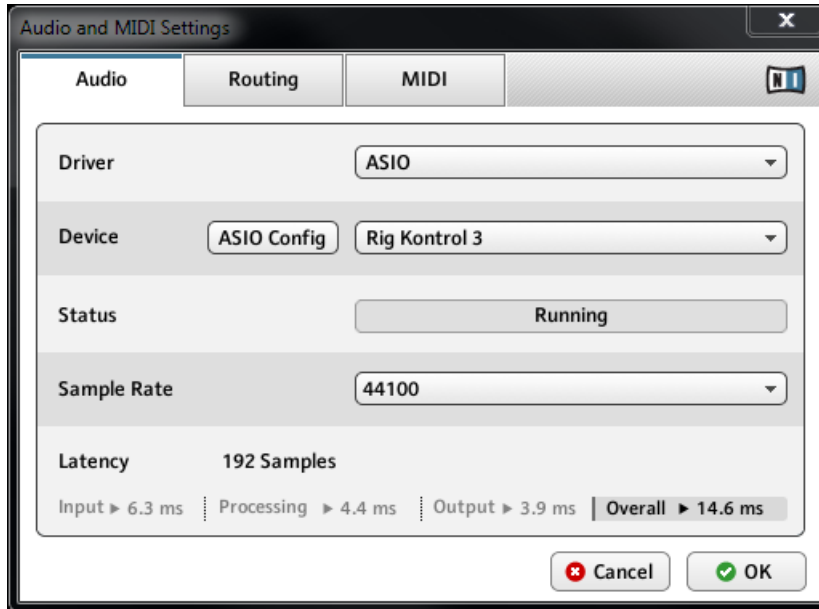 Audio and MIDI Settings
x
Audio Routing MIDI NI
Driver ASIO
Device ASIO Config Rig Kontrol 3
Status Running
Sample Rate 44100
Latency 192 Samples
Input ▸ 6.3 ms Processing ▸ 4.4 ms Output ▸ 3.9 ms Overall ▸ 14.6 ms
Cancel OK